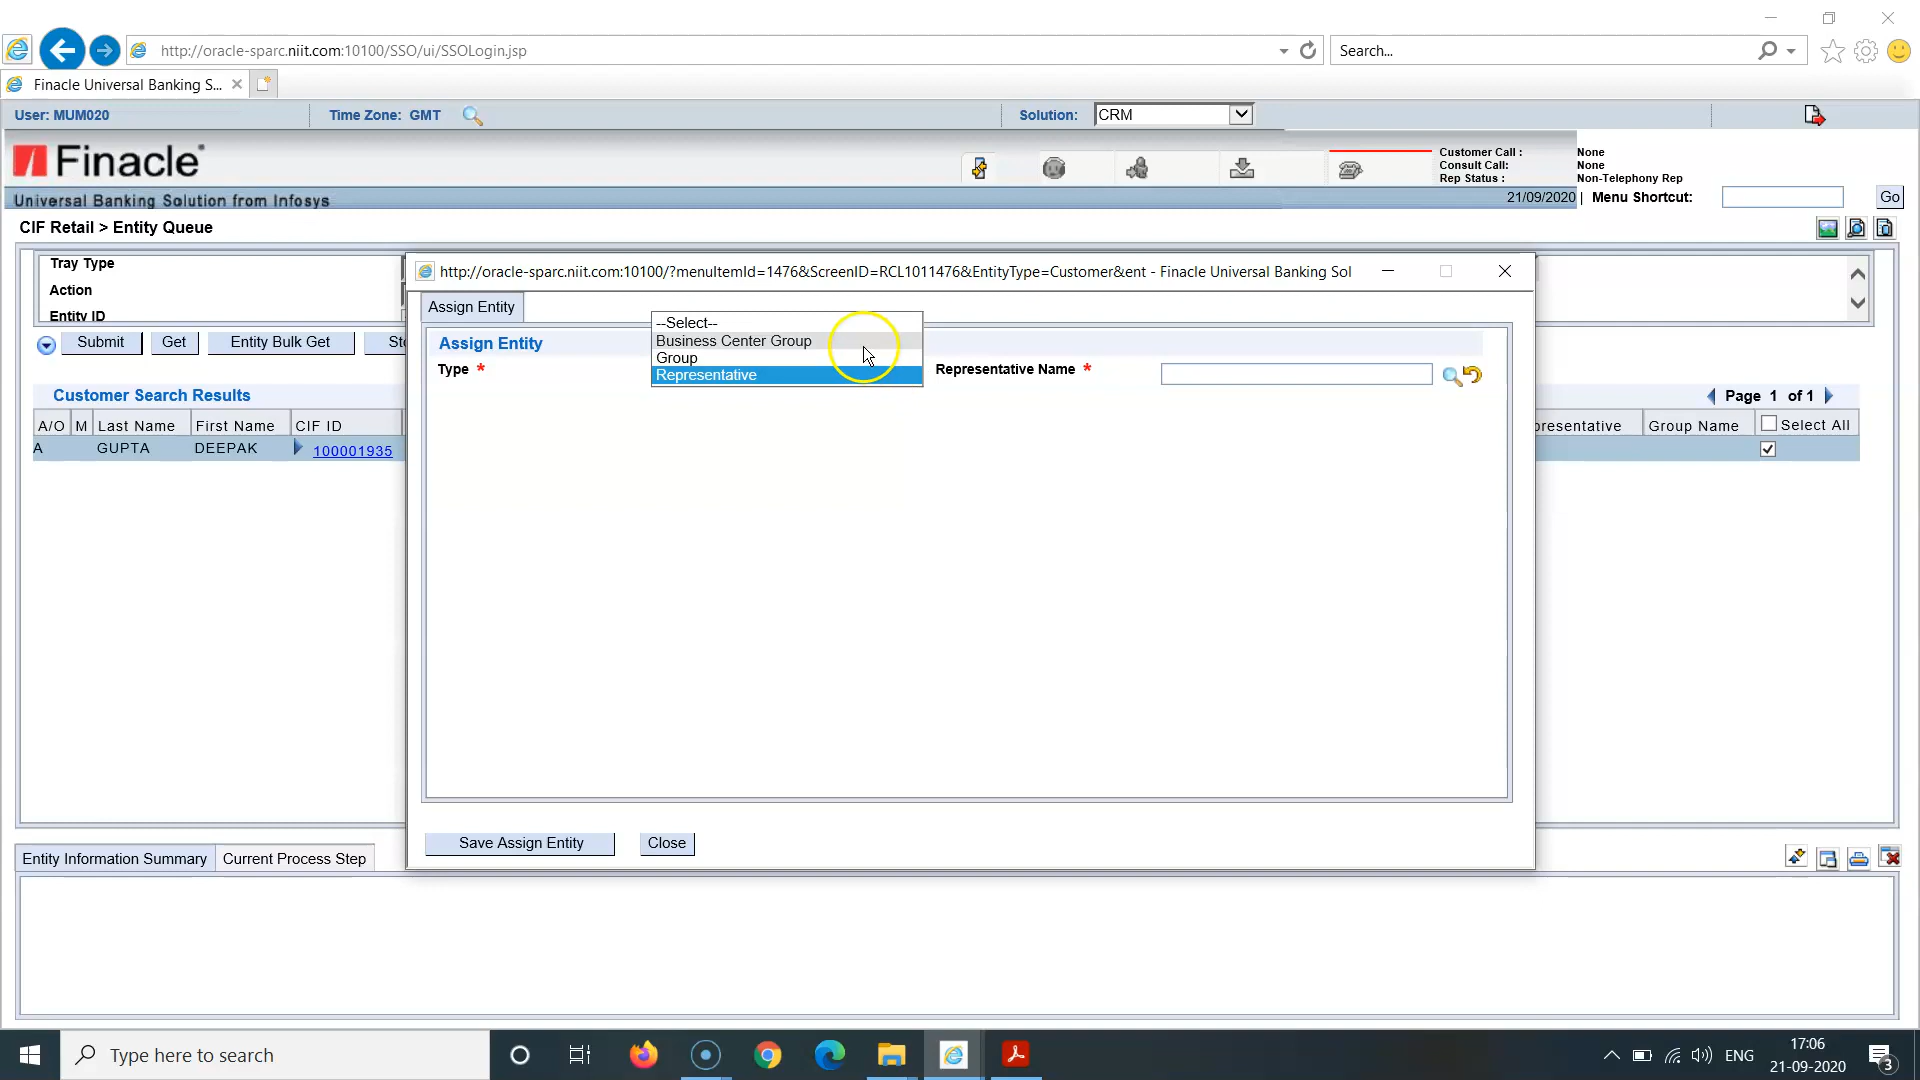 http://oracle-sparc.niit.com:10100/SSO/ui/SSOLogin.jsp
Search...
Finacle Universal Banking S...
User: MUM020
Time Zone: GMT
Solution:
CRM
Finacle
Universal Banking Solution from Infosys
Customer Call : None
Consult Call: None
Rep Status : Non-Telephony Rep
21/09/2020 | Menu Shortcut:
Go
CIF Retail > Entity Queue
Tray Type
Action
Entity ID
Submit
Get
Entity Bulk Get
http://oracle-sparc.niit.com:10100/?menuItemId=1476&ScreenID=RCL1011476&EntityType=Customer&ent - Finacle Universal Banking Sol
Assign Entity
Assign Entity
Type *
--Select--
Business Center Group
Group
Representative
Representative Name *
Save Assign Entity
Close
Customer Search Results
Page 1 of 1
A/O M Last Name First Name CIF ID
Group Name Select All
A GUPTA DEEPAK 100001935
Entity Information Summary
Current Process Step
Type here to search
ENG
17:06
21-09-2020
3